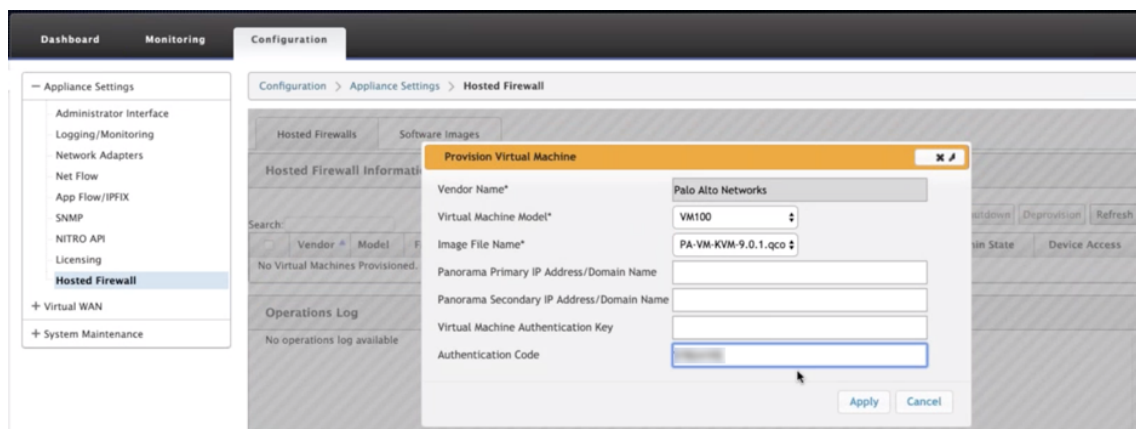 Dashboard Monitoring Configuration
— Appliance Settings
Administrator Interface
Logging/Monitoring
Network Adapters
Net Flow
App Flow/IPFIX
SNMP
NITRO API
Licensing
Hosted Firewall
+ Virtual WAN
+ System Maintenance
Configuration > Appliance Settings > Hosted Firewall
Hosted Firewalls Software Images
Hosted Firewall
Search: Deprovision Refresh
Vendor Model State Device Access
No Virtual Machines Provisioned.
Operations Log
No operations log available
Provision Virtual Machine
Vendor Name* Palo Alto Networks
Virtual Machine Model* VM100
Image File Name* PA-VM-KVM-9.0.1.qco
Panorama Primary IP Address/Domain Name
Panorama Secondary IP Address/Domain Name
Virtual Machine Authentication Key
Authentication Code
Apply Cancel